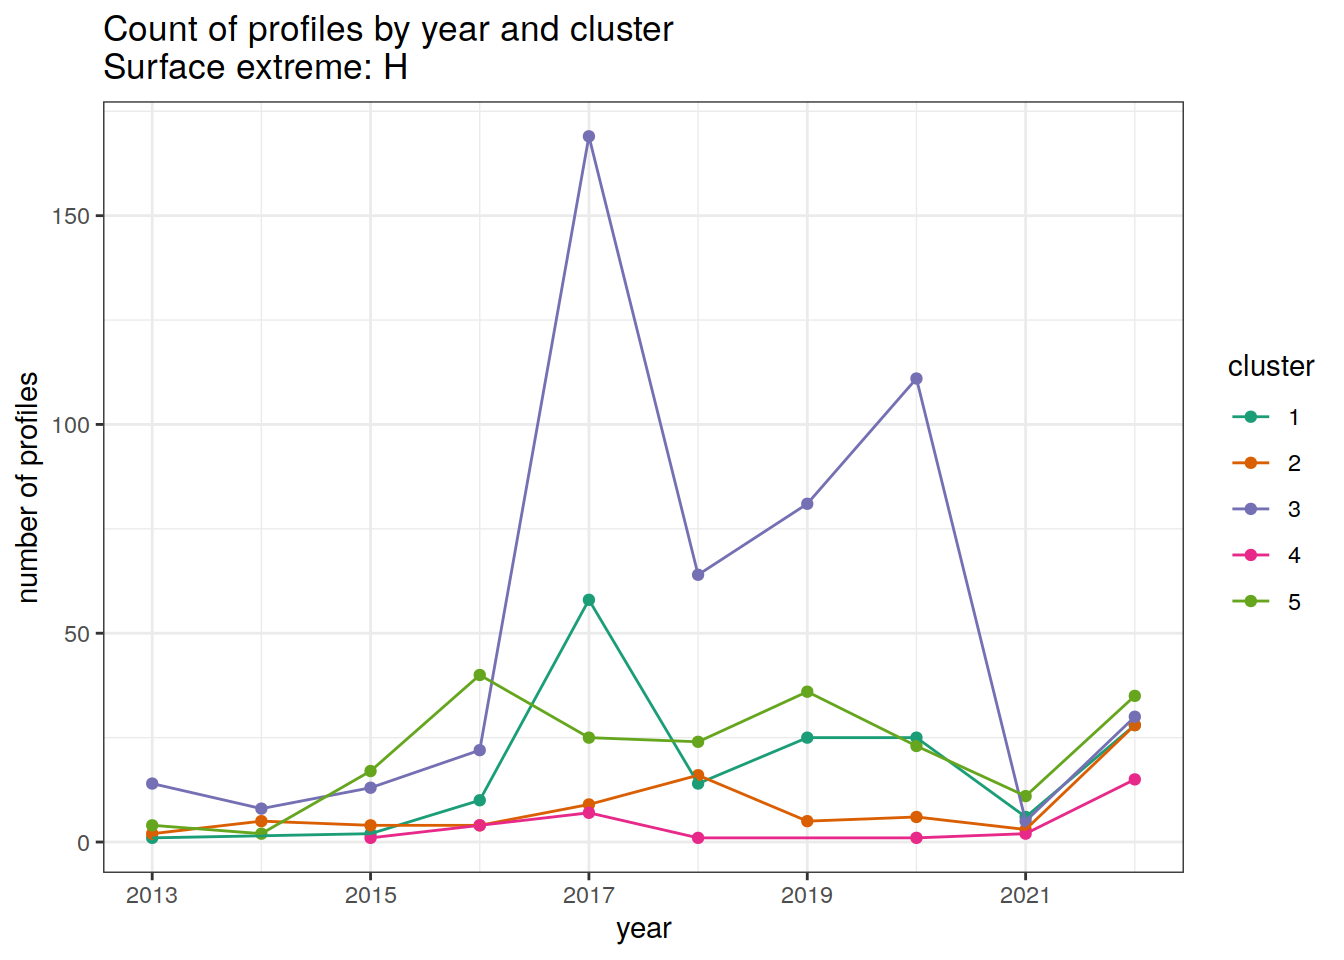 Count of profiles by year and cluster
Surface extreme: H
number of profiles
150
100
50
0
2013
2015
2017
2019
2021
year
cluster
1
2
3
4
5